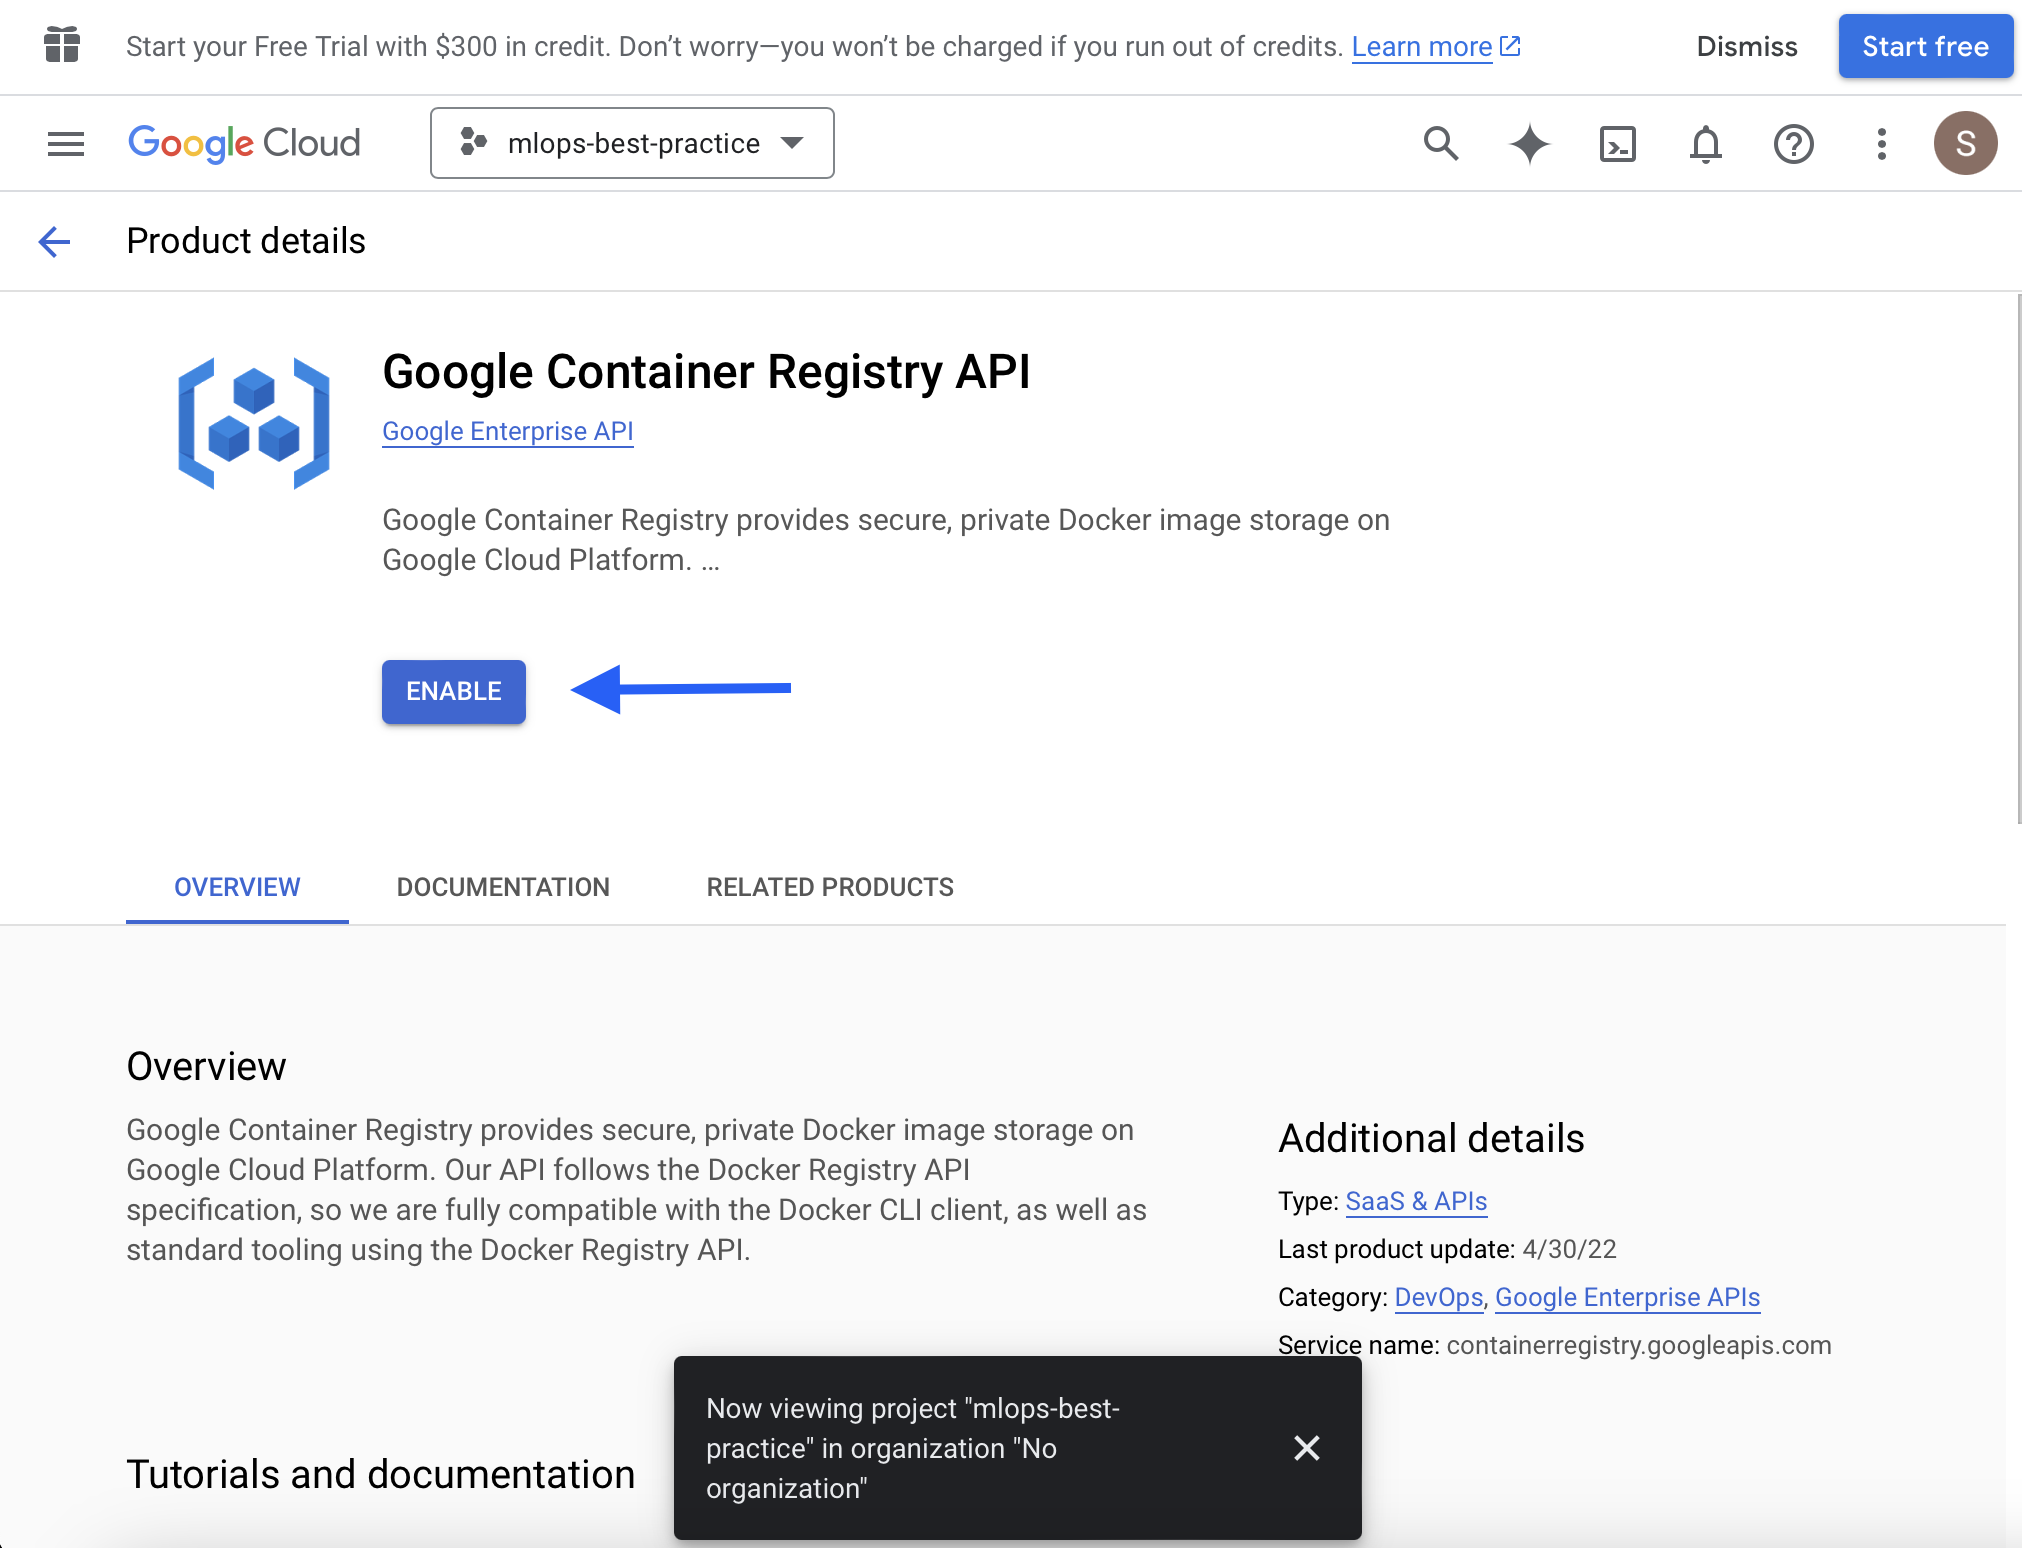 Start your Free Trial with $300 in credit. Don’t worry—you won’t be charged if you run out of credits. Learn more
Dismiss
Start free
Google Cloud
mlops-best-practice
S
Product details
Google Container Registry API
Google Enterprise API
Google Container Registry provides secure, private Docker image storage on
Google Cloud Platform. ...
ENABLE
OVERVIEW
DOCUMENTATION
RELATED PRODUCTS
Overview
Google Container Registry provides secure, private Docker image storage on
Google Cloud Platform. Our API follows the Docker Registry API
specification, so we are fully compatible with the Docker CLI client, as well as
standard tooling using the Docker Registry API.
Additional details
Type: SaaS & APIs
Last product update: 4/30/22
Category: DevOps, Google Enterprise APIs
Service name: containerregistry.googleapis.com
Tutorials and documentation
Now viewing project "mlops-best-
practice" in organization "No
organization"